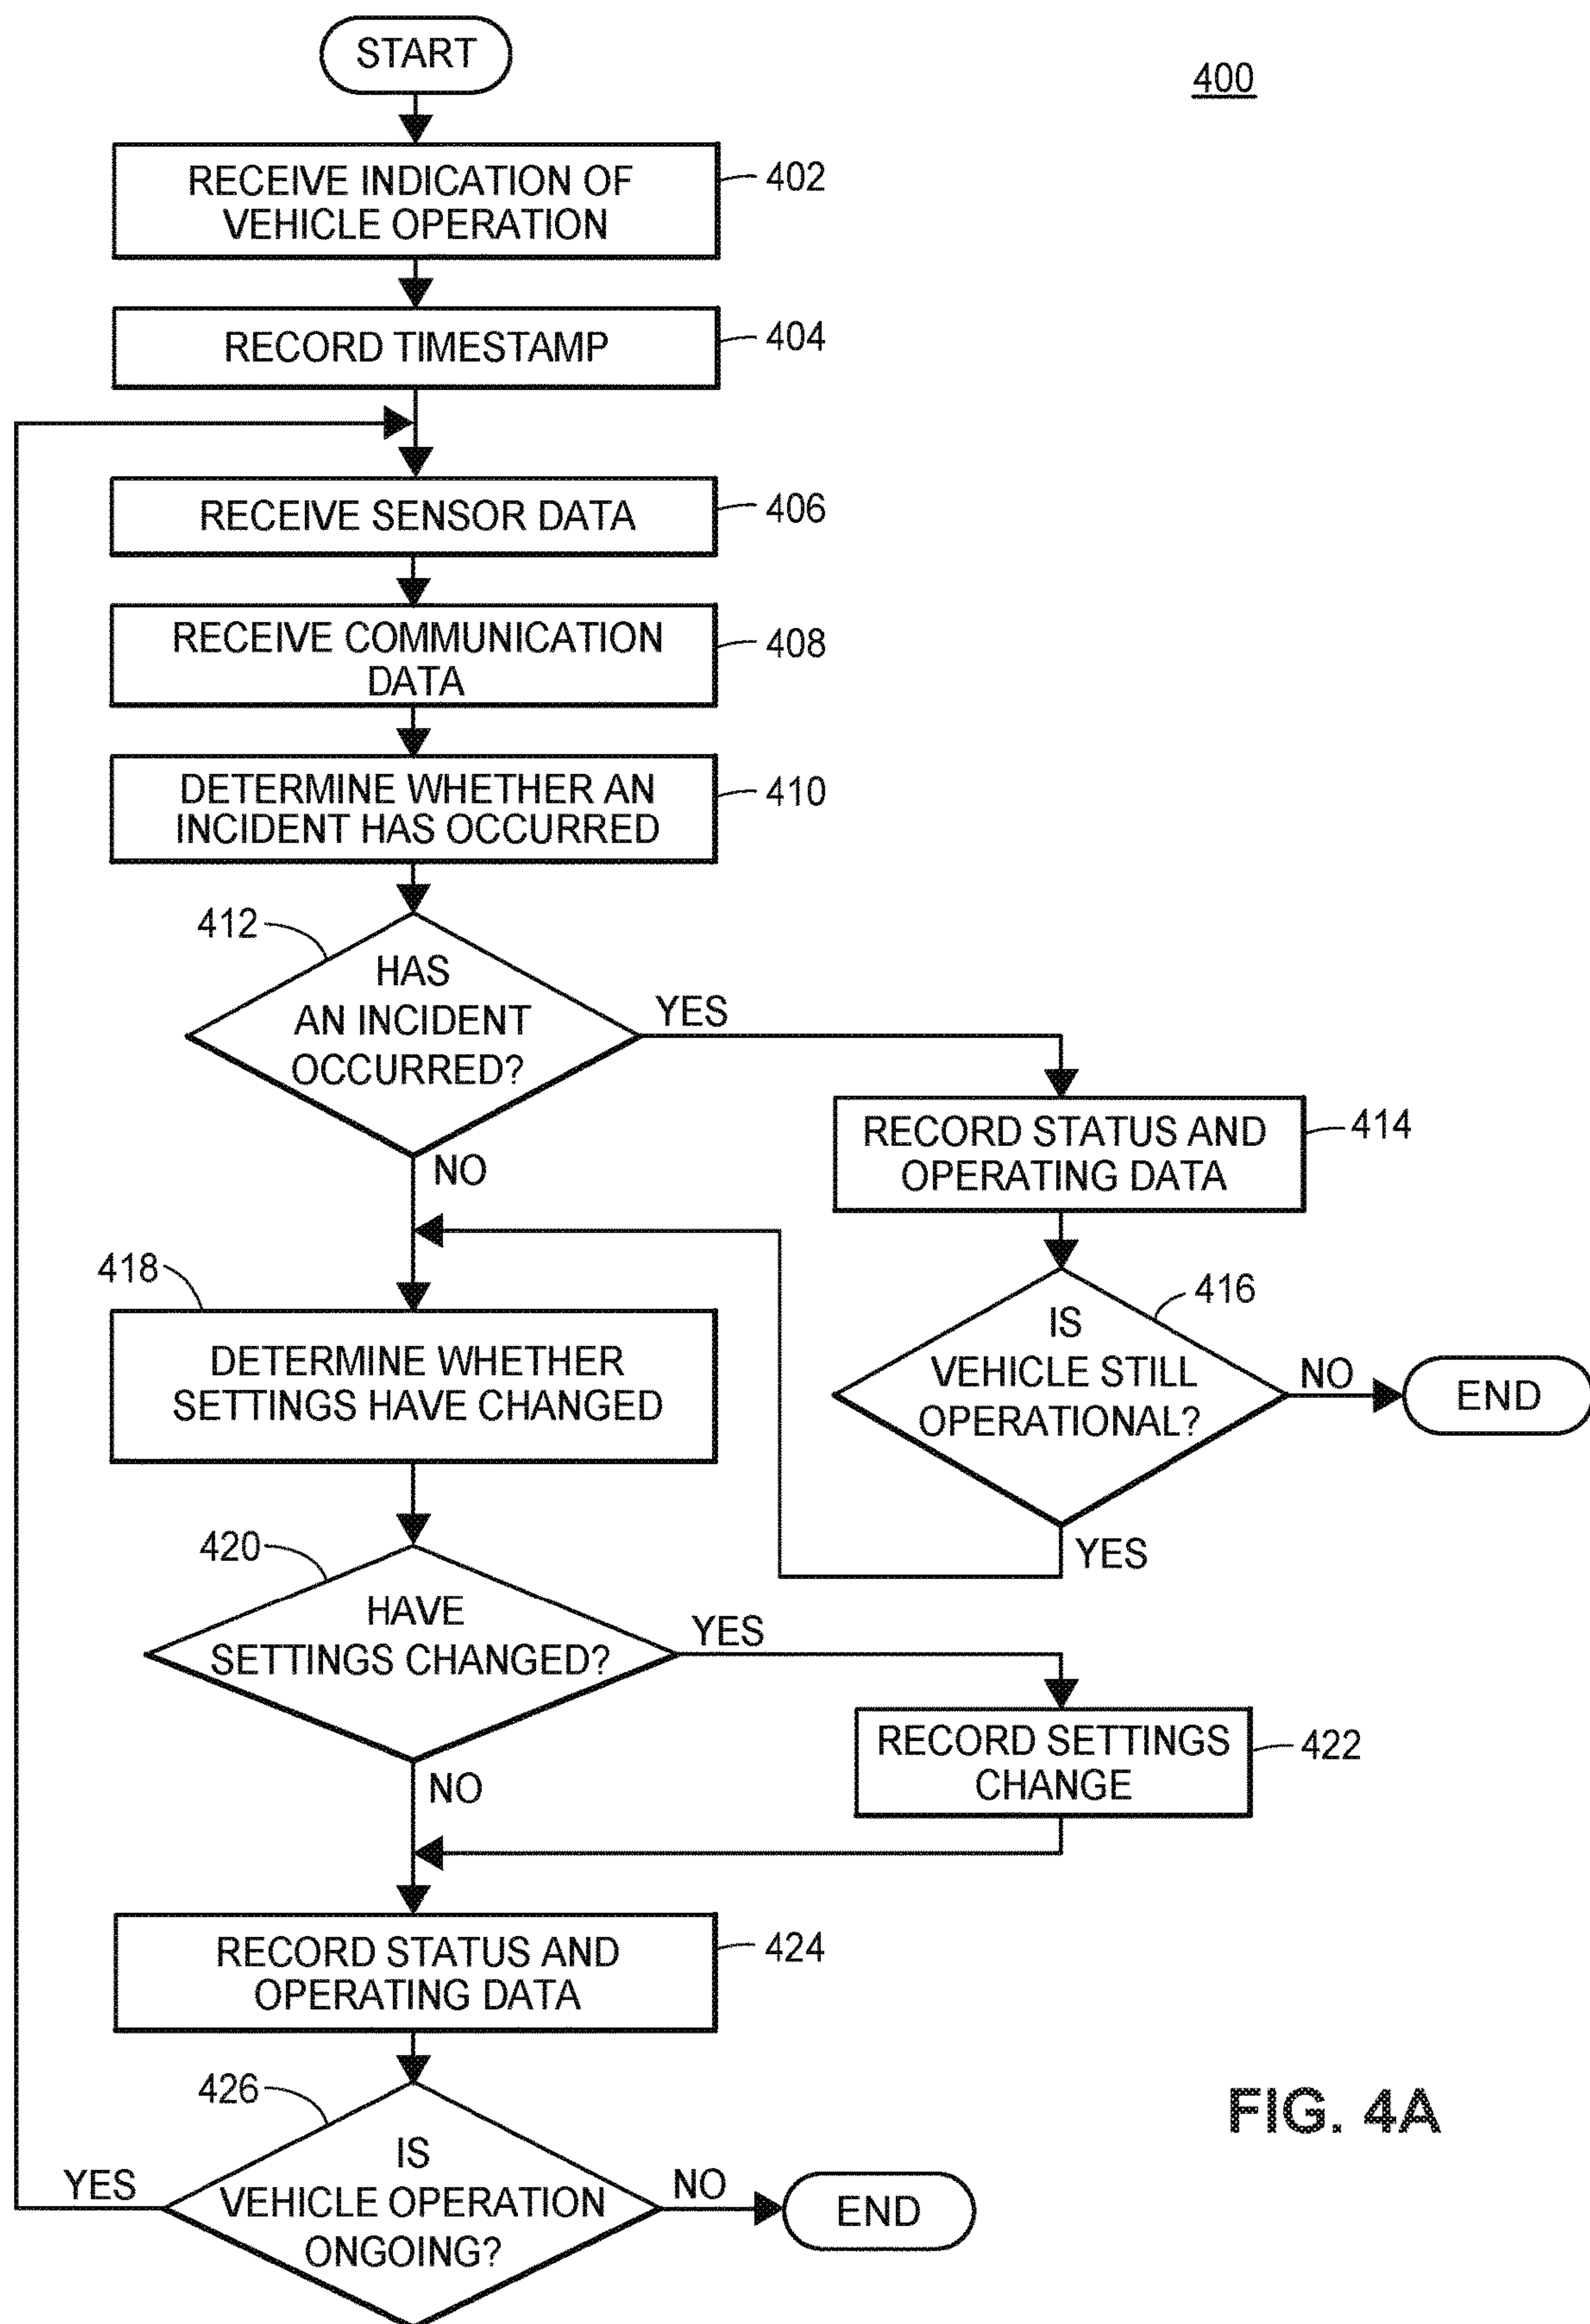 START
400
RECEIVE INDICATION OF
VEHICLE OPERATION
402
RECORD TIMESTAMP
404
RECEIVE SENSOR DATA
406
RECEIVE COMMUNICATION
DATA
408
DETERMINE WHETHER AN
INCIDENT HAS OCCURRED
410
412
HAS
AN INCIDENT
OCCURRED?
YES
NO
RECORD STATUS AND
OPERATING DATA
414
IS
VEHICLE STILL
OPERATIONAL?
416
NO
END
YES
418
DETERMINE WHETHER
SETTINGS HAVE CHANGED
420
HAVE
SETTINGS CHANGED?
YES
NO
RECORD SETTINGS
CHANGE
422
RECORD STATUS AND
OPERATING DATA
424
426
IS
VEHICLE OPERATION
ONGOING?
YES
NO
END
FIG. 4A